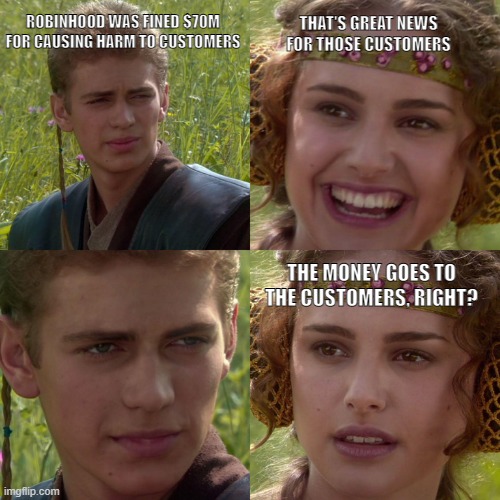 ROBINHOOD WAS FINED $70M
FOR CAUSING HARM TO CUSTOMERS
THAT'S GREAT NEWS
FOR THOSE CUSTOMERS
THE MONEY GOES TO
THE CUSTOMERS, RIGHT?
imgflip.com